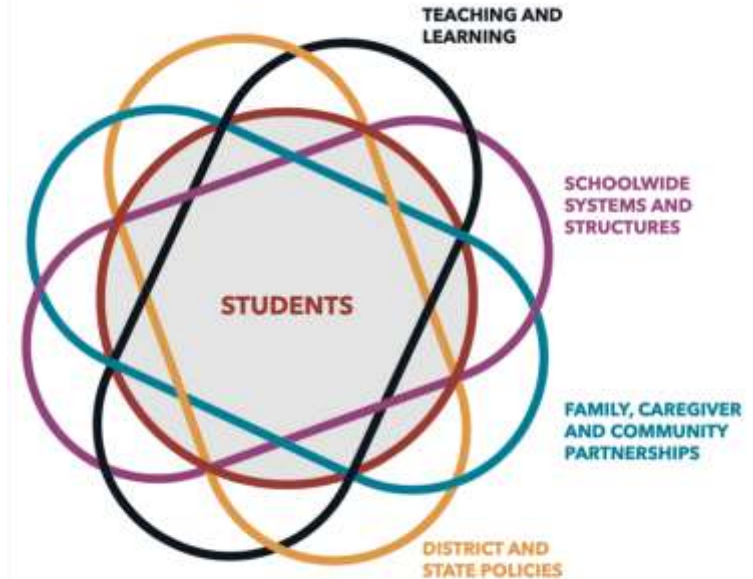 TEACHING AND
LEARNING
SCHOOLWIDE
SYSTEMS AND
STRUCTURES
STUDENTS
FAMILY, CAREGIVER
AND COMMUNITY
PARTNERSHIPS
DISTRICT AND
STATE POLICIES